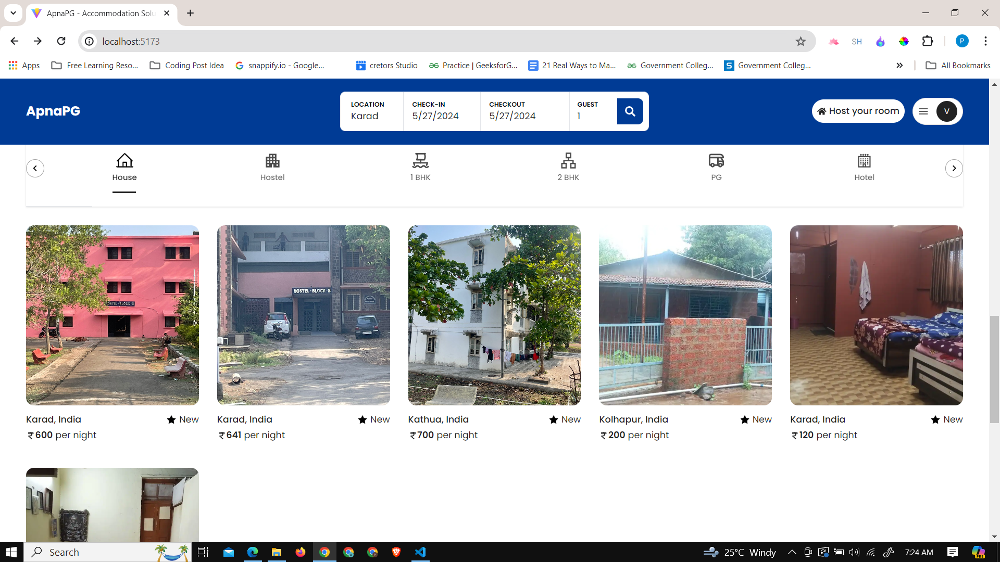 ApnaPG - Accommodation Solu
localhost:5173
SH
P
Apps
Free Learning Reso...
Coding Post Idea
snappify.io - Google...
cretors Studio
Practice | GeeksforG...
21 Real Ways to Ma...
Government Colleg...
Government Colleg...
All Bookmarks
ApnaPG
LOCATION
Karad
CHECK-IN
5/27/2024
CHECKOUT
5/27/2024
GUEST
1
Host your room
V
House
Hostel
1 BHK
2 BHK
PG
Hotel
HOSTEL-BLOCK-B
Karad, India
New
₹600 per night
Karad, India
New
₹641 per night
Kathua, India
New
₹700 per night
Kolhapur, India
New
₹200 per night
Karad, India
New
₹120 per night
Search
25°C Windy
7:24 AM
PRE